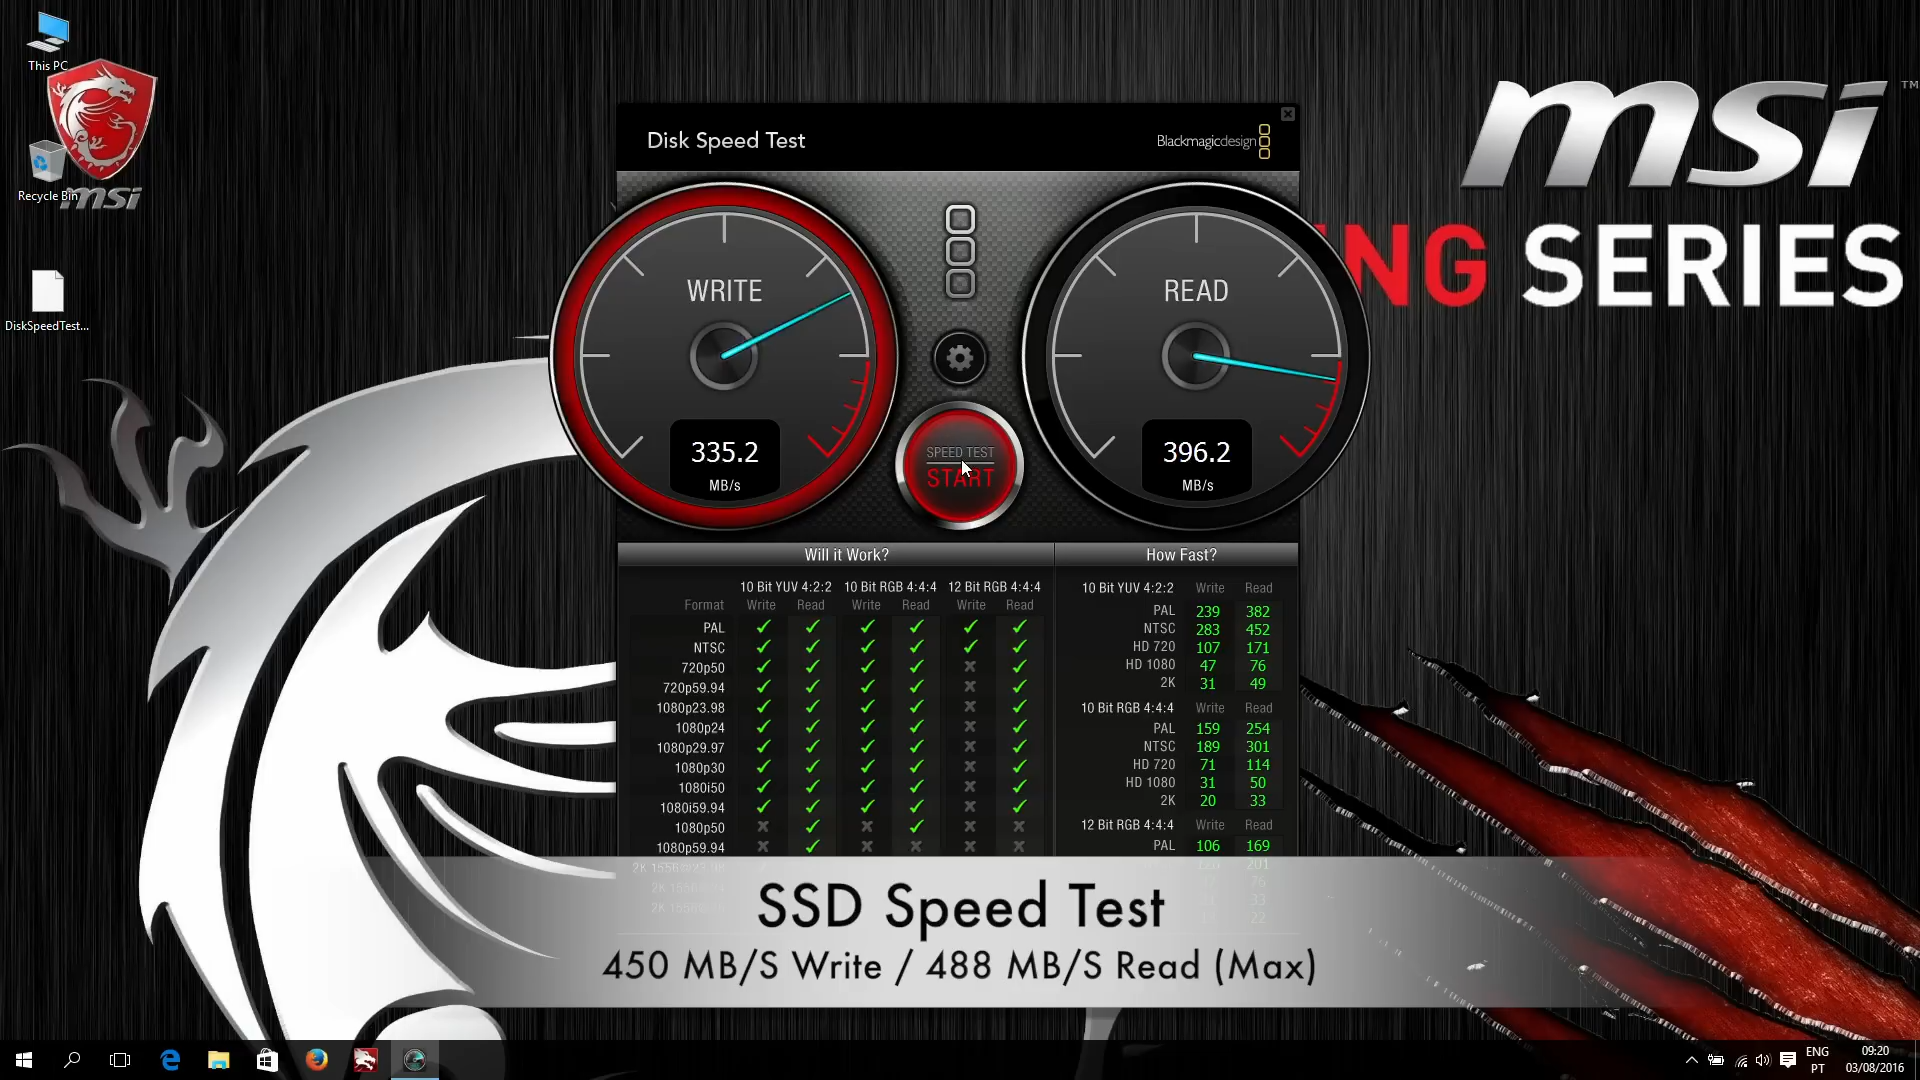 This PC
msi
Recycle Bin
DiskSpeedTest...
msi™
NG SERIES
Disk Speed Test
Blackmagicdesign
WRITE
335.2
MB/s
READ
396.2
MB/s
SPEED TEST
START
Will it Work?
10 Bit YUV 4:2:2 10 Bit RGB 4:4:4 12 Bit RGB 4:4:4
Format Write Read Write Read Write Read
PAL ✓ ✓ ✓ ✓ ✓ ✓
NTSC ✓ ✓ ✓ ✓ ✓ ✓
720p50 ✓ ✓ ✓ ✓ x ✓
720p59.94 ✓ ✓ ✓ ✓ x ✓
1080p23.98 ✓ ✓ ✓ ✓ x ✓
1080p24 ✓ ✓ ✓ ✓ x ✓
1080p29.97 ✓ ✓ ✓ ✓ x ✓
1080p30 ✓ ✓ ✓ ✓ x ✓
1080i50 ✓ ✓ ✓ ✓ x ✓
1080i59.94 ✓ ✓ ✓ ✓ x ✓
1080p50 x ✓ x ✓ x x
1080p59.94 x ✓ x x x x
How Fast?
10 Bit YUV 4:2:2 Write Read
PAL 239 382
NTSC 283 452
HD 720 107 171
HD 1080 47 76
2K 31 49
10 Bit RGB 4:4:4 Write Read
PAL 159 254
NTSC 189 301
HD 720 71 114
HD 1080 31 50
2K 20 33
12 Bit RGB 4:4:4 Write Read
PAL 106 169
201
76
33
22
SSD Speed Test
450 MB/S Write / 488 MB/S Read (Max)
ENG
PT
09:20
03/08/2016